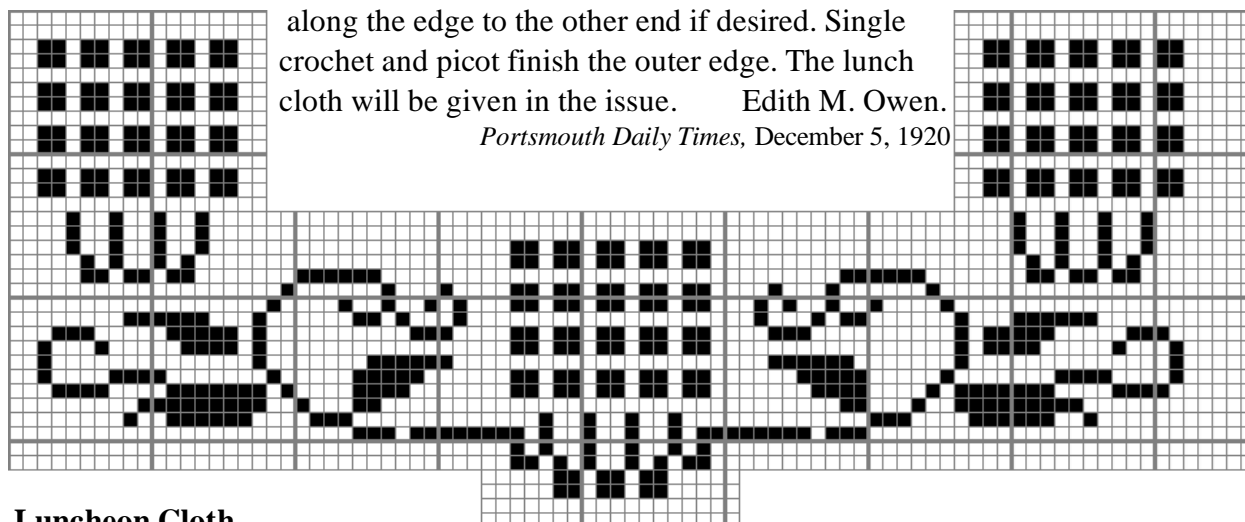 along the edge to the other end if desired. Single
crochet and picot finish the outer edge. The lunch
cloth will be given in the issue. Edith M. Owen.
Portsmouth Daily Times, December 5, 1920
Luncheon Cloth